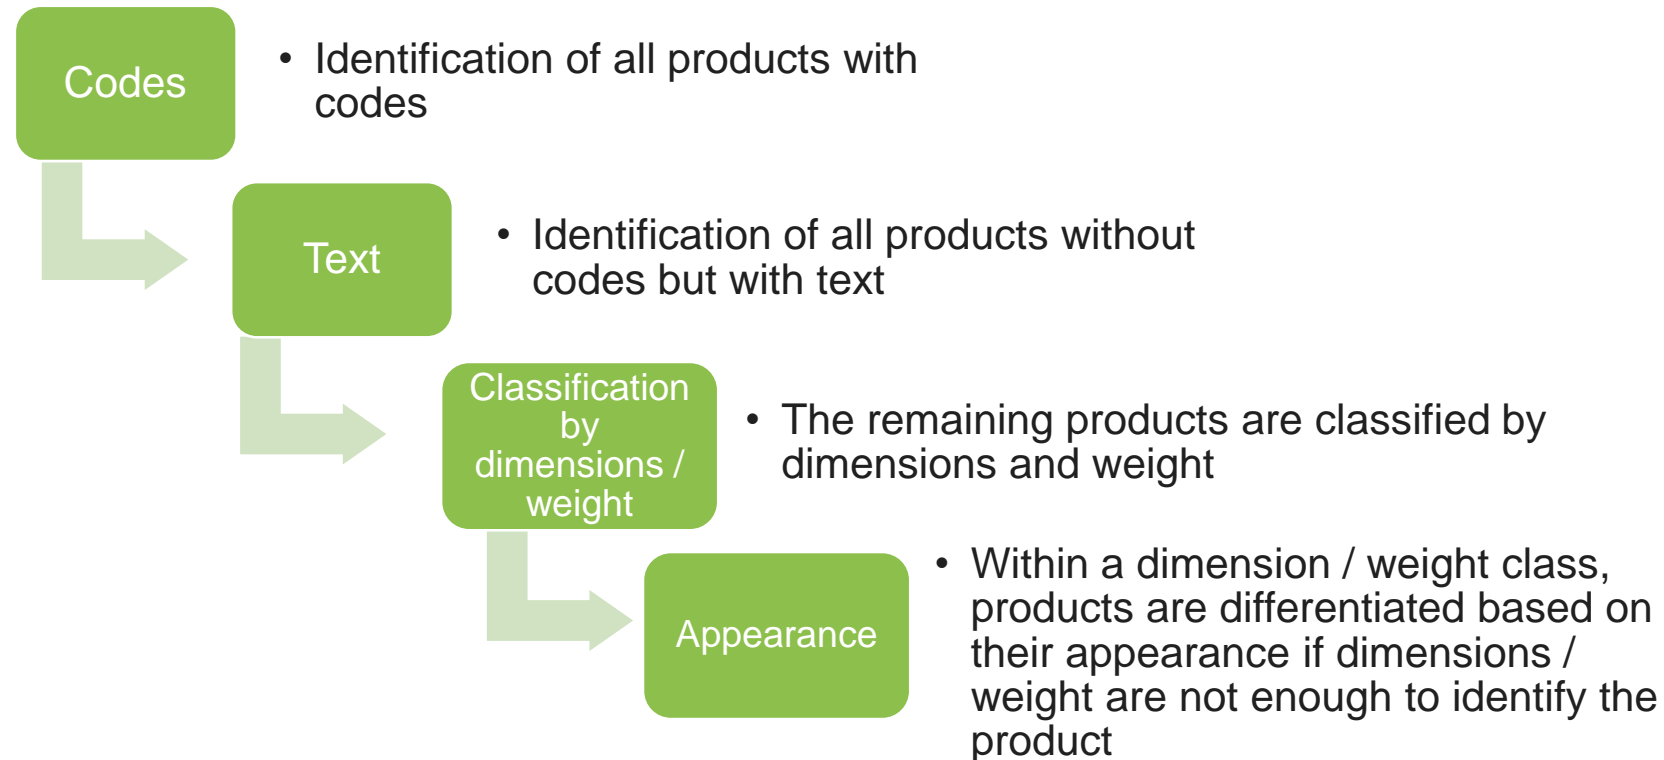 Codes
• Identification of all products with
codes
Text
• Identification of all products without
codes but with text
Classification
by
dimensions /
weight
• The remaining products are classified by
dimensions and weight
Appearance
• Within a dimension / weight class,
products are differentiated based on
their appearance if dimensions /
weight are not enough to identify the
product